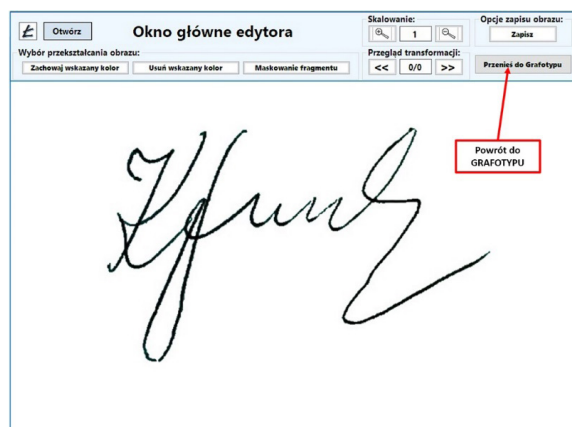 Otwórz
Okno główne edytora
Skalowanie:
1
Opcje zapisu obrazu:
Zapisz
Wybór przekształcania obrazu:
Zachowaj wskazany kolor
Usuń wskazany kolor
Maskowanie fragmentu
Przegląd transformacji:
<<
0/0
>>
Przenieś do Grafotypu
Powrót do
GRAFOTYPU